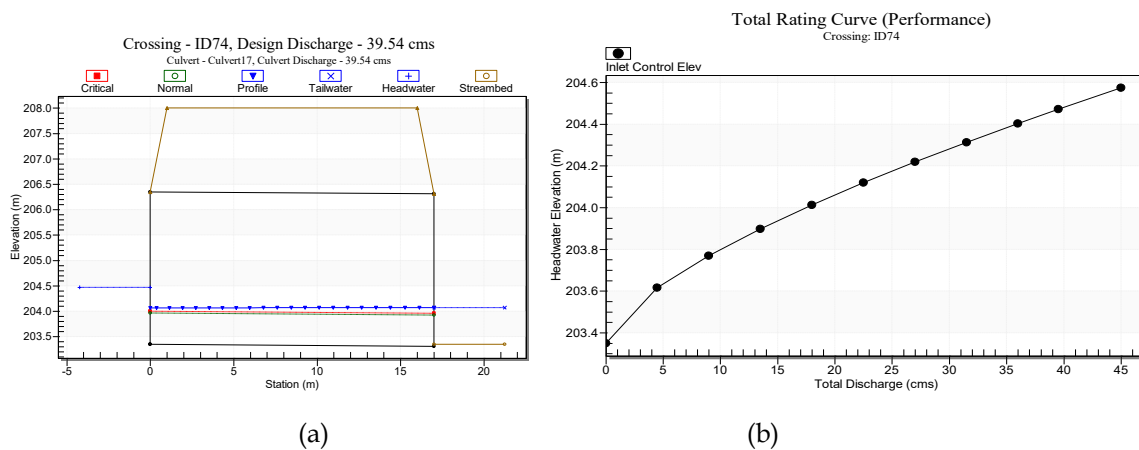 Crossing - ID74, Design Discharge - 39.54 cms
Culvert - Culvert17, Culvert Discharge - 39.54 cms
Critical Normal Profile Tailwater Headwater Streambed
208.0
207.5
207.0
206.5
206.0
205.5
205.0
204.5
204.0
203.5
Elevation (m)
-5 0 5 10 15 20
Station (m)
(a)
Total Rating Curve (Performance)
Crossing: ID74
Inlet Control Elev
204.6
204.4
204.2
204.0
203.8
203.6
203.4
Headwater Elevation (m)
0 5 10 15 20 25 30 35 40 45
Total Discharge (cms)
(b)